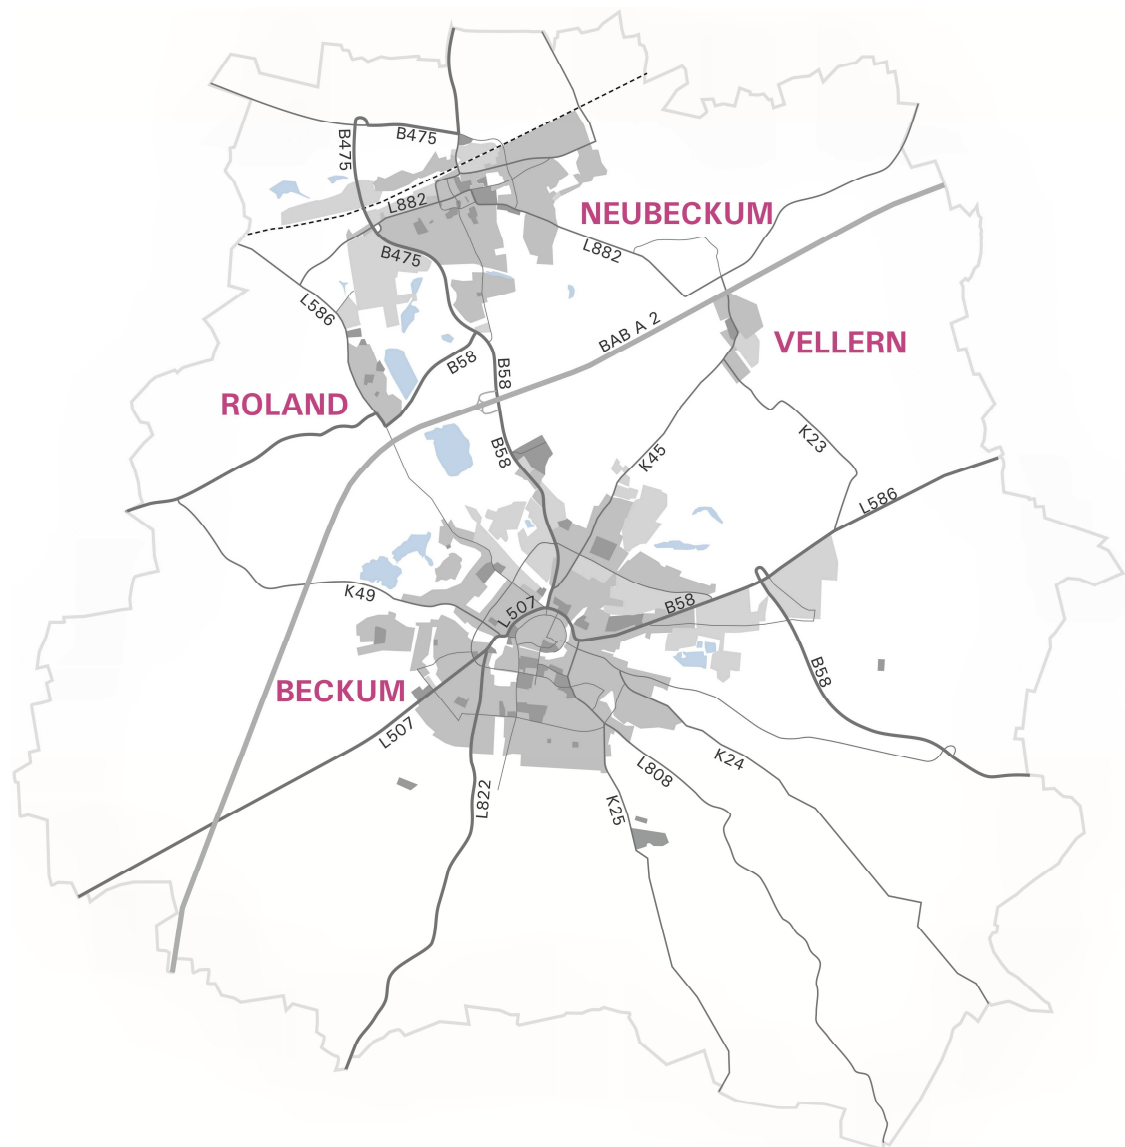 B475
B475
L882
NEUBECKUM
L882
B475
L586
BAB A 2
VELLERN
B58
B58
ROLAND
K23
B58
K45
L586
K49
L507
B58
B58
BECKUM
L507
K24
L808
L822
K25